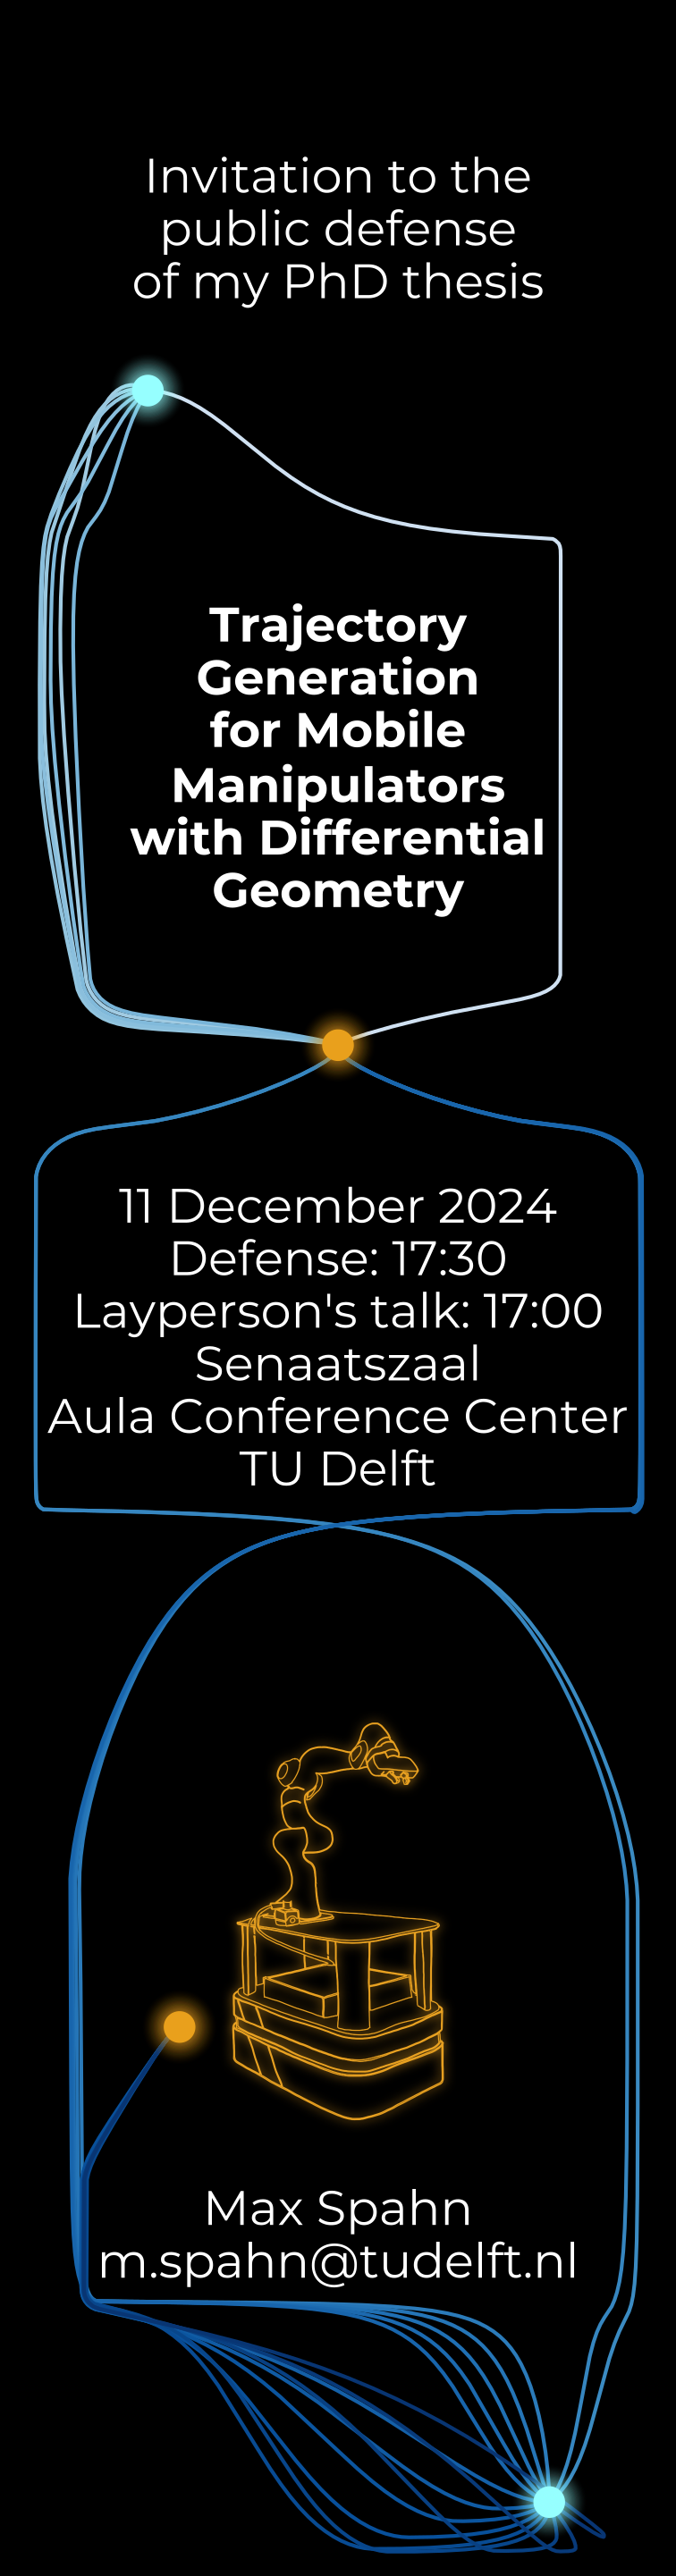 Invitation to the
public defense
of my PhD thesis
Trajectory
Generation
for Mobile
Manipulators
with Differential
Geometry
11 December 2024
Defense: 17:30
Layperson's talk: 17:00
Senaatszaal
Aula Conference Center
TU Delft
Max Spahn
m.spahn@tudelft.nl